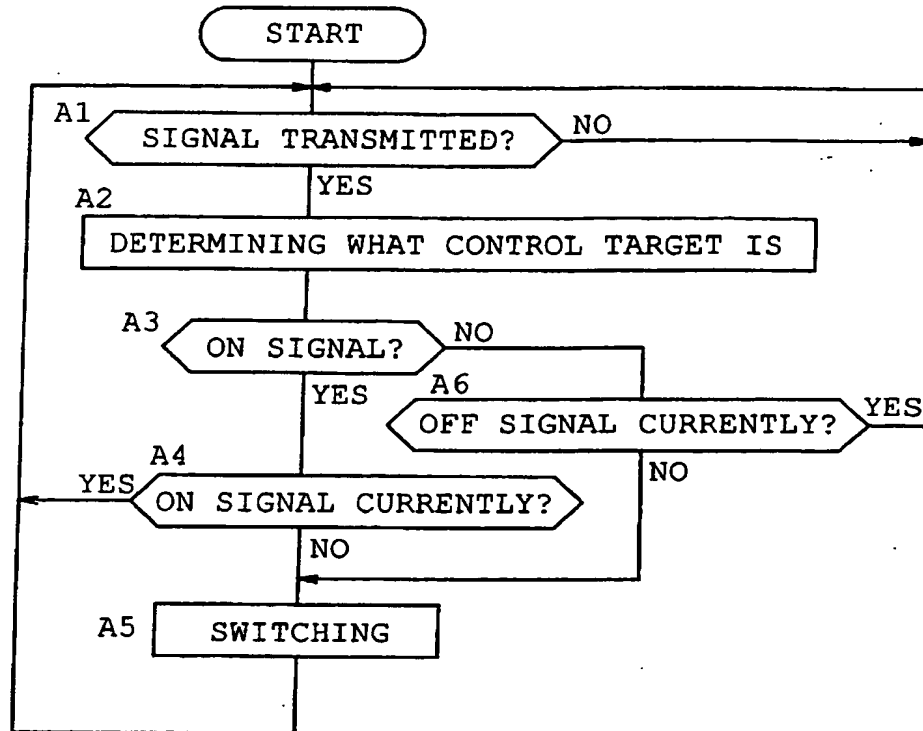 START
A1
SIGNAL TRANSMITTED?
NO
YES
A2
DETERMINING WHAT CONTROL TARGET IS
A3
ON SIGNAL?
NO
YES
A6
OFF SIGNAL CURRENTLY?
YES
NO
A4
YES
ON SIGNAL CURRENTLY?
NO
A5
SWITCHING